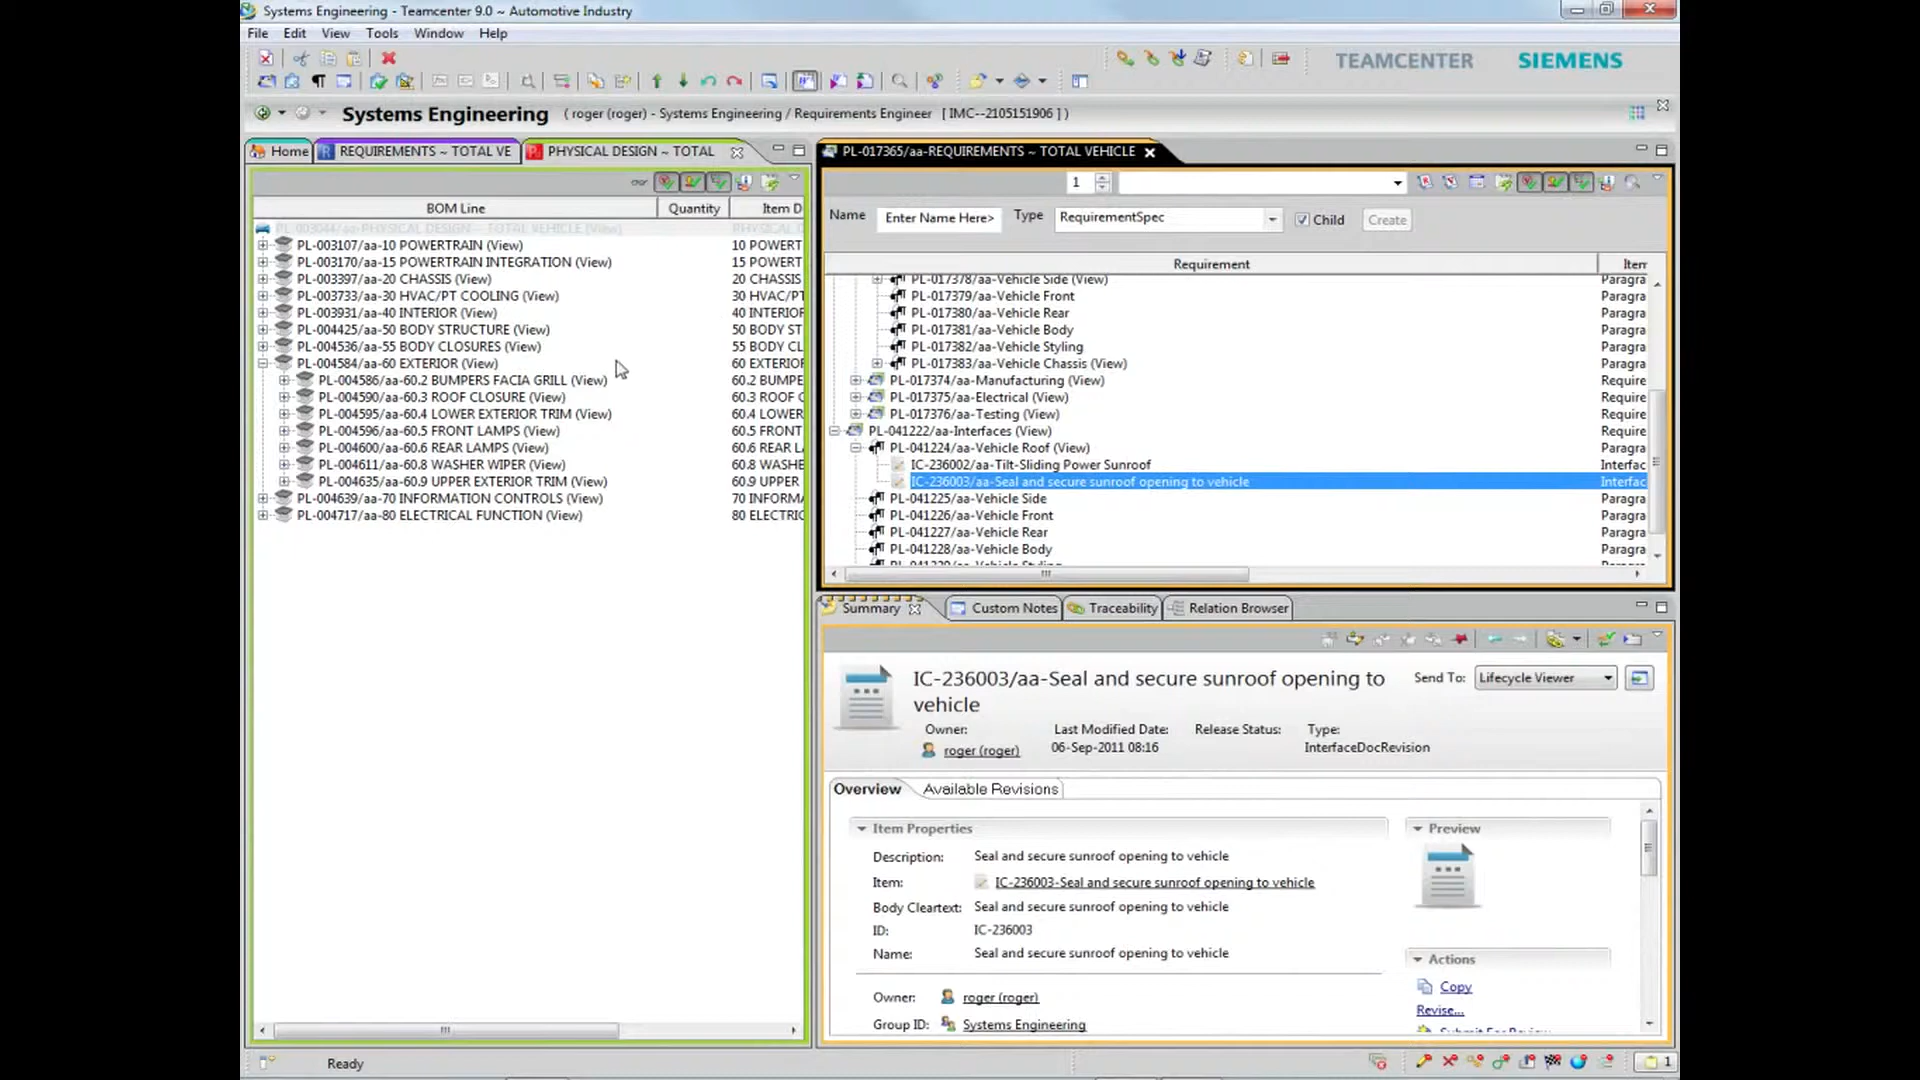 Systems Engineering - Teamcenter 9.0 ~ Automotive Industry
File Edit View Tools Window Help
TEAMCENTER SIEMENS
Systems Engineering ( roger (roger) - Systems Engineering / Requirements Engineer [ IMC--2105151906 ] )
Home REQUIREMENTS ~ TOTAL VE PHYSICAL DESIGN ~ TOTAL
BOM Line Quantity Item D
PL-003044/aa-PHYSICAL DESIGN ~ TOTAL VEHICLE (View)
PL-003107/aa-10 POWERTRAIN (View) 10 POWERT
PL-003170/aa-15 POWERTRAIN INTEGRATION (View) 15 POWERT
PL-003397/aa-20 CHASSIS (View) 20 CHASSIS
PL-003733/aa-30 HVAC/PT COOLING (View) 30 HVAC/PT
PL-003931/aa-40 INTERIOR (View) 40 INTERIOR
PL-004425/aa-50 BODY STRUCTURE (View) 50 BODY ST
PL-004536/aa-55 BODY CLOSURES (View) 55 BODY CL
PL-004584/aa-60 EXTERIOR (View) 60 EXTERIOR
PL-004586/aa-60.2 BUMPERS FACIA GRILL (View) 60.2 BUMPE
PL-004590/aa-60.3 ROOF CLOSURE (View) 60.3 ROOF C
PL-004595/aa-60.4 LOWER EXTERIOR TRIM (View) 60.4 LOWER
PL-004596/aa-60.5 FRONT LAMPS (View) 60.5 FRONT
PL-004600/aa-60.6 REAR LAMPS (View) 60.6 REAR L
PL-004611/aa-60.8 WASHER WIPER (View) 60.8 WASHE
PL-004635/aa-60.9 UPPER EXTERIOR TRIM (View) 60.9 UPPER
PL-004639/aa-70 INFORMATION CONTROLS (View) 70 INFORMA
PL-004717/aa-80 ELECTRICAL FUNCTION (View) 80 ELECTRIC
PL-017365/aa-REQUIREMENTS ~ TOTAL VEHICLE
1
Name Enter Name Here> Type RequirementSpec Child Create
Requirement Item
PL-017378/aa-Vehicle Side (View) Paragra
PL-017379/aa-Vehicle Front Paragra
PL-017380/aa-Vehicle Rear Paragra
PL-017381/aa-Vehicle Body Paragra
PL-017382/aa-Vehicle Styling Paragra
PL-017383/aa-Vehicle Chassis (View) Paragra
PL-017374/aa-Manufacturing (View) Require
PL-017375/aa-Electrical (View) Require
PL-017376/aa-Testing (View) Require
PL-041222/aa-Interfaces (View) Require
PL-041224/aa-Vehicle Roof (View) Paragra
IC-236002/aa-Tilt-Sliding Power Sunroof Interfac
IC-236003/aa-Seal and secure sunroof opening to vehicle Interfac
PL-041225/aa-Vehicle Side Paragra
PL-041226/aa-Vehicle Front Paragra
PL-041227/aa-Vehicle Rear Paragra
PL-041228/aa-Vehicle Body Paragra
Summary Custom Notes Traceability Relation Browser
IC-236003/aa-Seal and secure sunroof opening to
vehicle
Send To: Lifecycle Viewer
Owner: Last Modified Date: Release Status: Type:
roger (roger) 06-Sep-2011 08:16 InterfaceDocRevision
Overview Available Revisions
Item Properties
Description: Seal and secure sunroof opening to vehicle
Item: IC-236003-Seal and secure sunroof opening to vehicle
Body Cleartext: Seal and secure sunroof opening to vehicle
ID: IC-236003
Name: Seal and secure sunroof opening to vehicle
Owner: roger (roger)
Group ID: Systems Engineering
Preview
Actions
Copy
Revise...
Ready
1